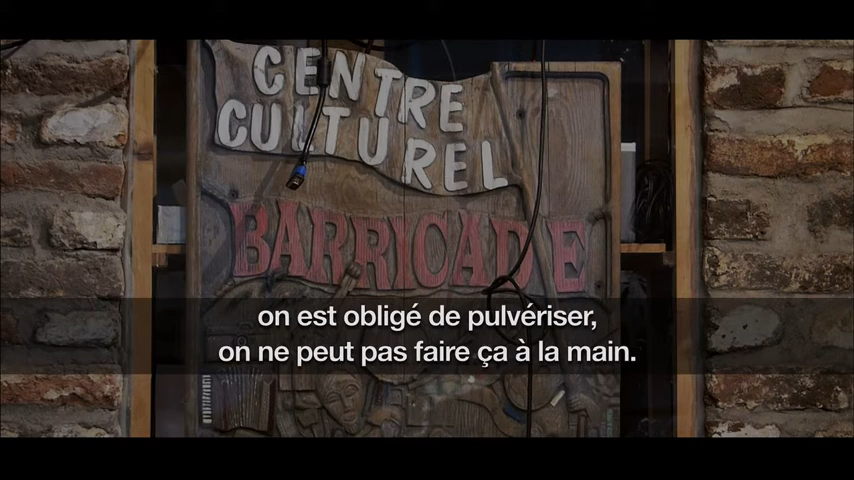 CENTRE
CULTUREL
BARRICADE
on est obligé de pulvériser,
on ne peut pas faire ça à la main.